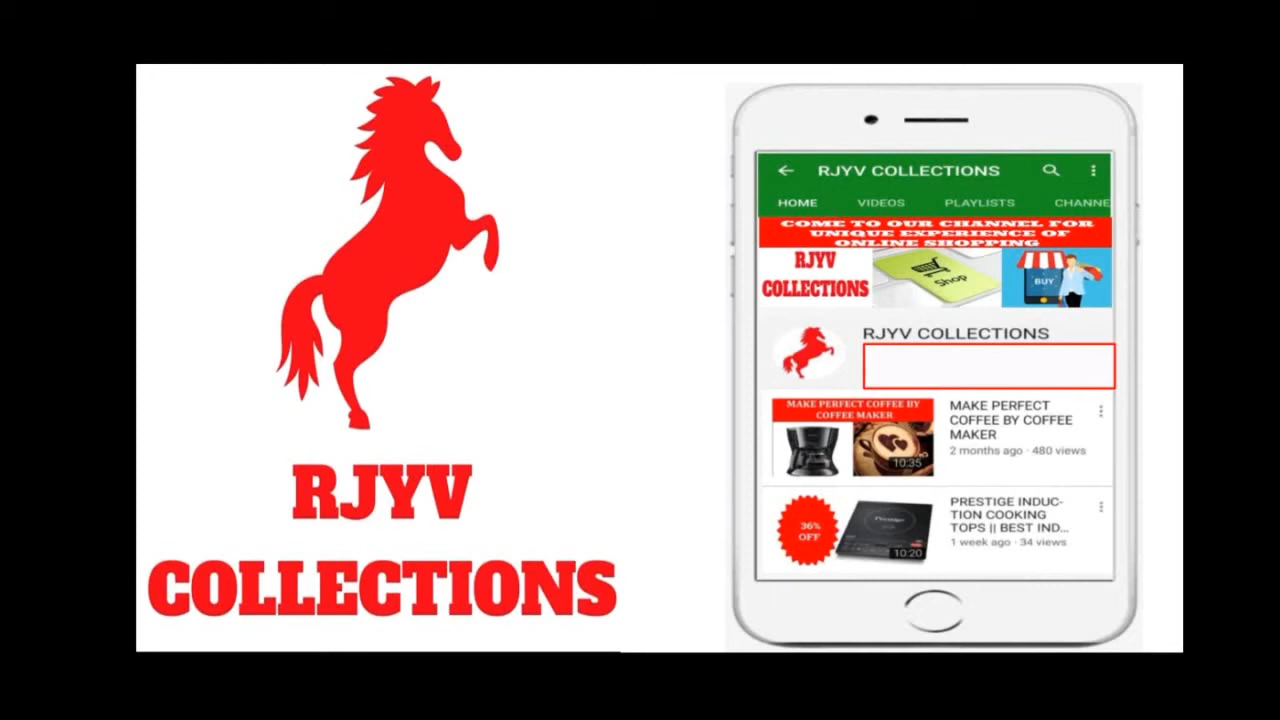 RJYV
COLLECTIONS
RJYV COLLECTIONS
HOME VIDEOS PLAYLISTS CHANNE
COME TO OUR CHANNEL FOR
UNIQUE EXPERIENCE OF
ONLINE SHOPPING
RJYV
COLLECTIONS
Shop
BUY
RJYV COLLECTIONS
MAKE PERFECT COFFEE BY
COFFEE MAKER
10:35
MAKE PERFECT
COFFEE BY COFFEE
MAKER
2 months ago · 480 views
36%
OFF
Prestige
10:20
PRESTIGE INDUC-
TION COOKING
TOPS || BEST IND...
1 week ago · 34 views